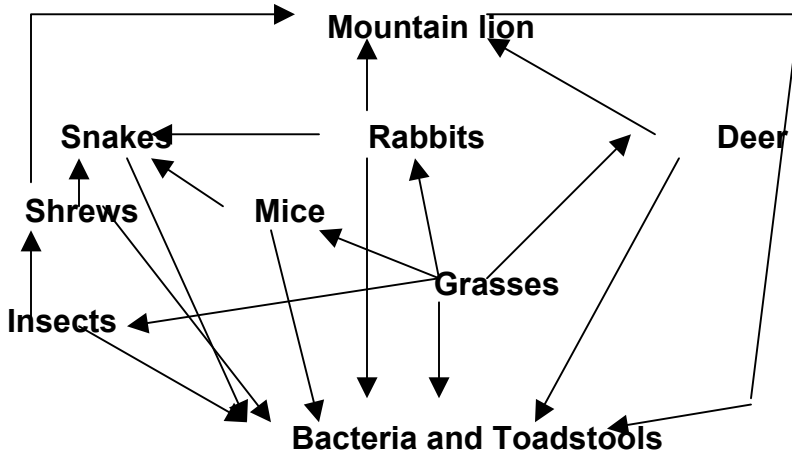 Mountain lion
Snakes Rabbits Deer
Shrews Mice
Grasses
Insects
Bacteria and Toadstools